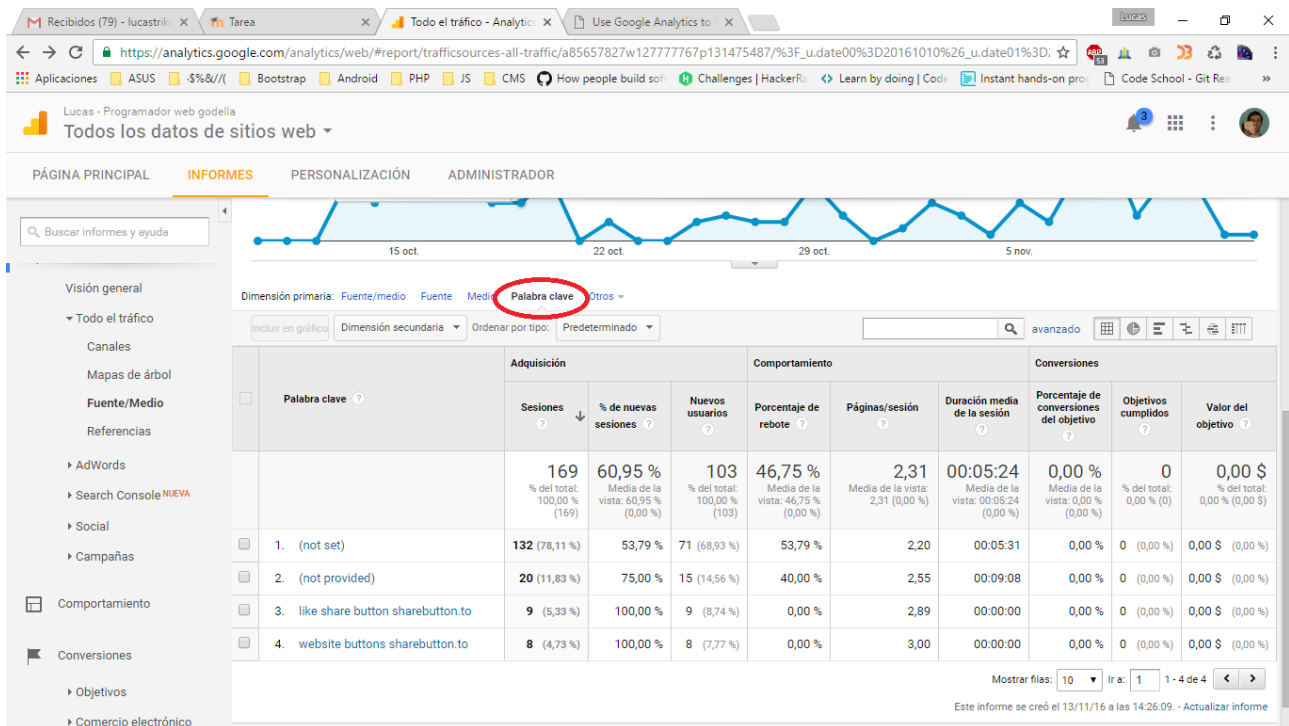 Recibidos (79) - lucastrike
Tarea
Todo el tráfico - Analytics
Use Google Analytics to
Lucas
https://analytics.google.com/analytics/web/#report/trafficsources-all-traffic/a85657827w127777767p131475487/%3F_u.date00%3D20161010%26_u.date01%3D
53
Aplicaciones ASUS -$%&//( Bootstrap Android PHP JS CMS How people build soft Challenges | HackerRa Learn by doing | Code Instant hands-on prog Code School - Git Rea »
Lucas - Programador web godella
Todos los datos de sitios web
3
PÁGINA PRINCIPAL INFORMES PERSONALIZACIÓN ADMINISTRADOR
Buscar informes y ayuda
Visión general
Todo el tráfico
Canales
Mapas de árbol
Fuente/Medio
Referencias
AdWords
Search Console NUEVA
Social
Campañas
Comportamiento
Conversiones
Objetivos
Comercio electrónico
15 oct. 22 oct. 29 oct. 5 nov.
Dimensión primaria: Fuente/medio Fuente Medio Palabra clave Otros
Incluir en gráfico Dimensión secundaria Ordenar por tipo: Predeterminado avanzado
Adquisición Comportamiento Conversiones
Palabra clave ? Sesiones ? % de nuevas sesiones ? Nuevos usuarios ? Porcentaje de rebote ? Páginas/sesión ? Duración media de la sesión ? Porcentaje de conversiones del objetivo ? Objetivos cumplidos ? Valor del objetivo ?
169 60,95 % 103 46,75 % 2,31 00:05:24 0,00 % 0 0,00 $
% del total: 100,00 % (169) Media de la vista: 60,95 % (0,00 %) % del total: 100,00 % (103) Media de la vista: 46,75 % (0,00 %) Media de la vista: 2,31 (0,00 %) Media de la vista: 00:05:24 (0,00 %) Media de la vista: 0,00 % (0,00 %) % del total: 0,00 % (0) % del total: 0,00 % (0,00 $)
1. (not set) 132 (78,11 %) 53,79 % 71 (68,93 %) 53,79 % 2,20 00:05:31 0,00 % 0 (0,00 %) 0,00 $ (0,00 %)
2. (not provided) 20 (11,83 %) 75,00 % 15 (14,56 %) 40,00 % 2,55 00:09:08 0,00 % 0 (0,00 %) 0,00 $ (0,00 %)
3. like share button sharebutton.to 9 (5,33 %) 100,00 % 9 (8,74 %) 0,00 % 2,89 00:00:00 0,00 % 0 (0,00 %) 0,00 $ (0,00 %)
4. website buttons sharebutton.to 8 (4,73 %) 100,00 % 8 (7,77 %) 0,00 % 3,00 00:00:00 0,00 % 0 (0,00 %) 0,00 $ (0,00 %)
Mostrar filas: 10 Ir a: 1 1 - 4 de 4
Este informe se creó el 13/11/16 a las 14:26:09. - Actualizar informe